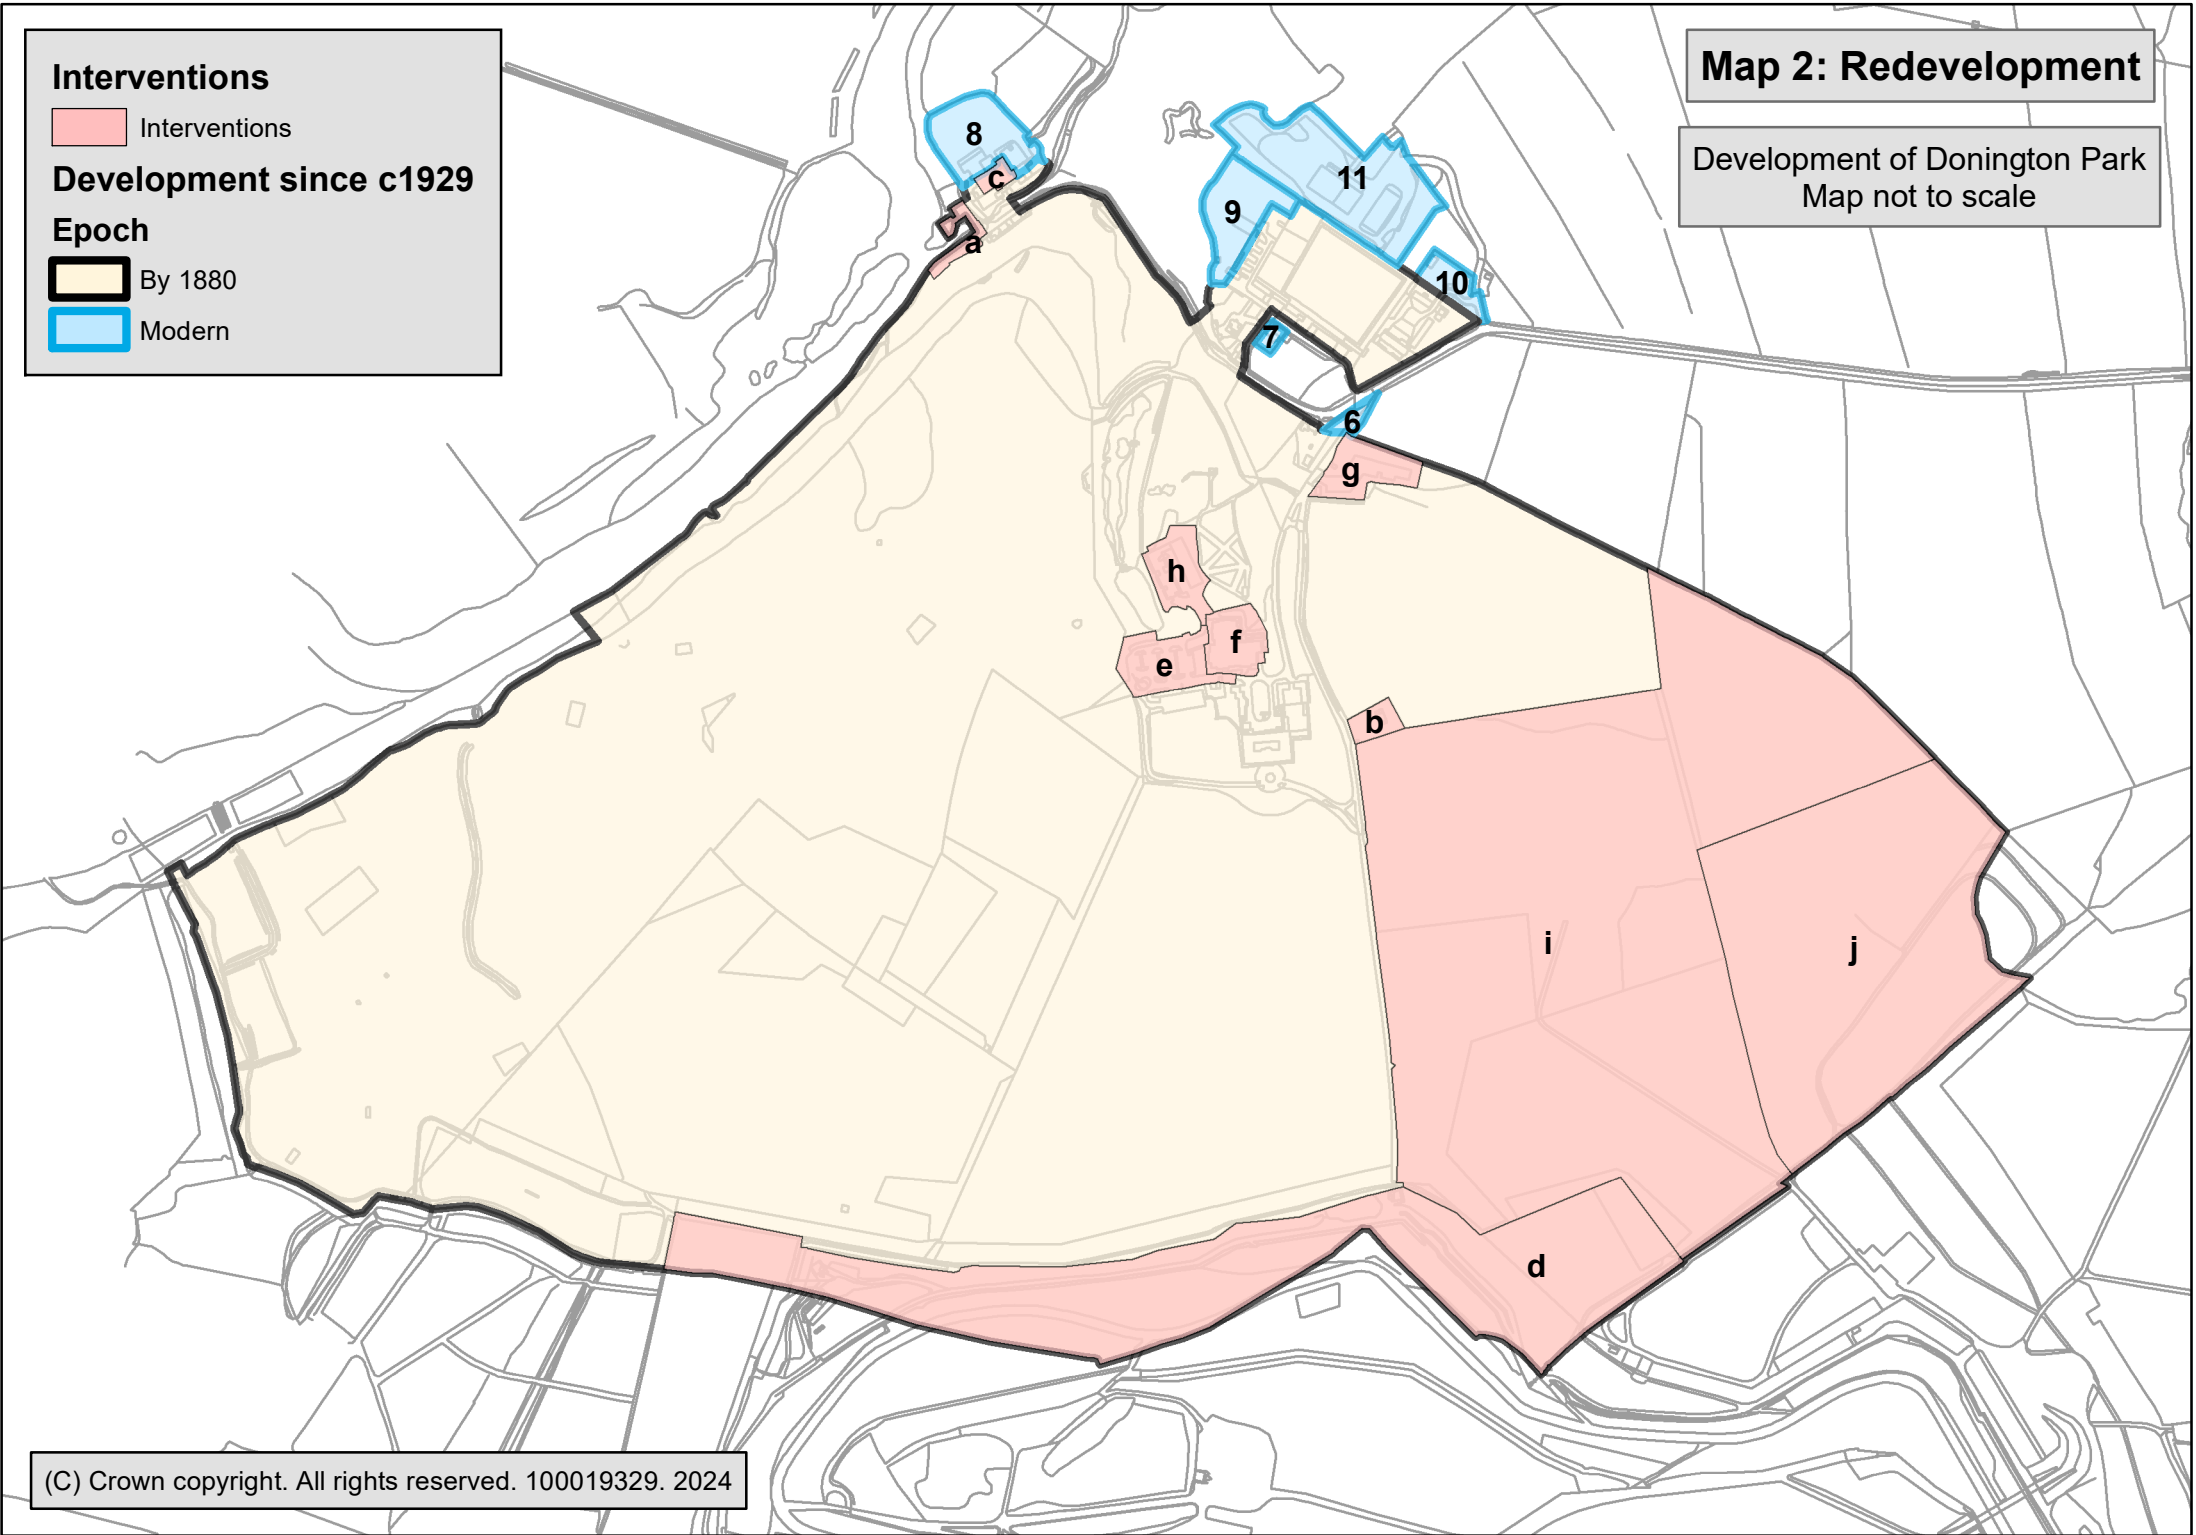 Interventions
Interventions
Development since c1929
Epoch
By 1880
Modern
Map 2: Redevelopment
Development of Donington Park
Map not to scale
8
c
a
11
9
10
7
6
g
h
f
e
b
i
j
d
(C) Crown copyright. All rights reserved. 100019329. 2024